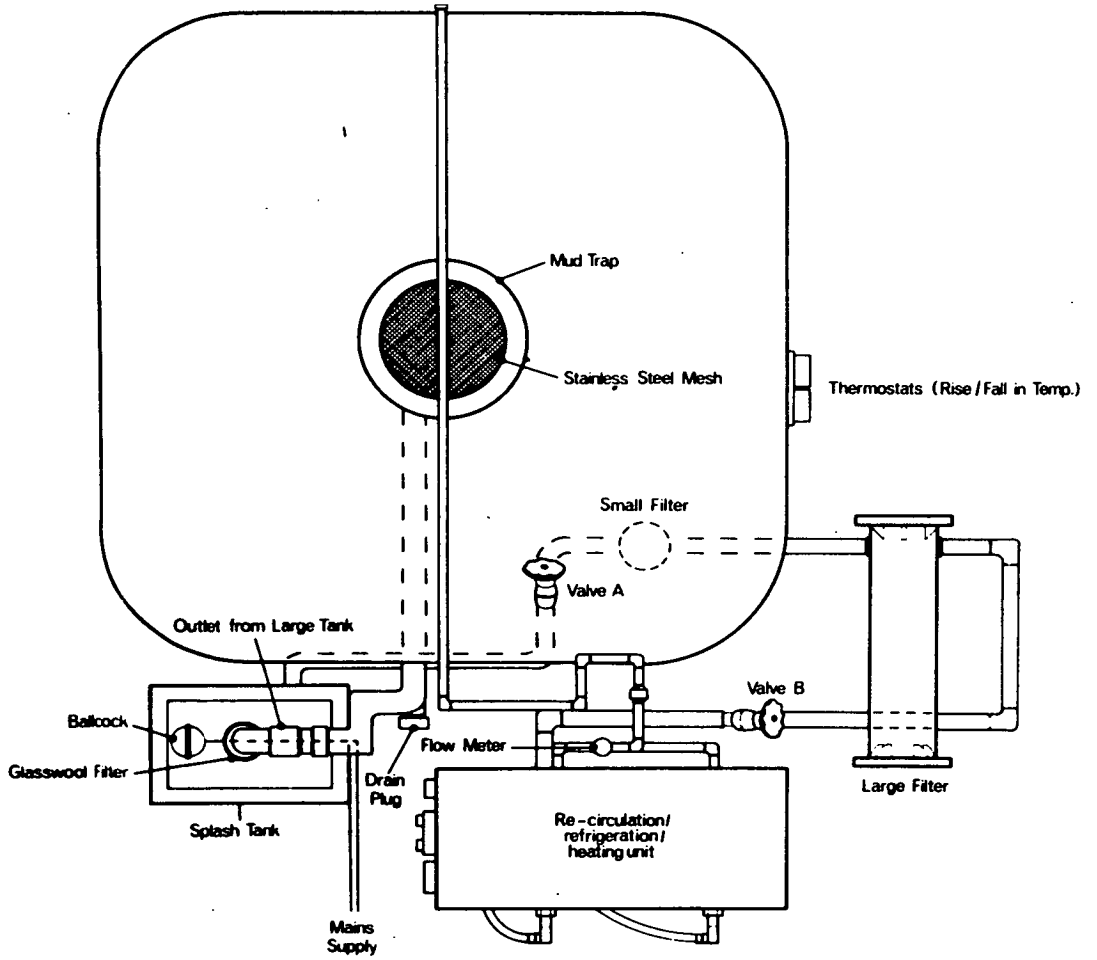 Mud Trap
Stainless Steel Mesh
Thermostats (Rise/Fall in Temp.)
Small Filter
Valve A
Outlet from Large Tank
Valve B
Ballcock
Flow Meter
Glasswool Filter
Drain
Plug
Large Filter
Splash Tank
Re-circulation/
refrigeration/
heating unit
Mains
Supply